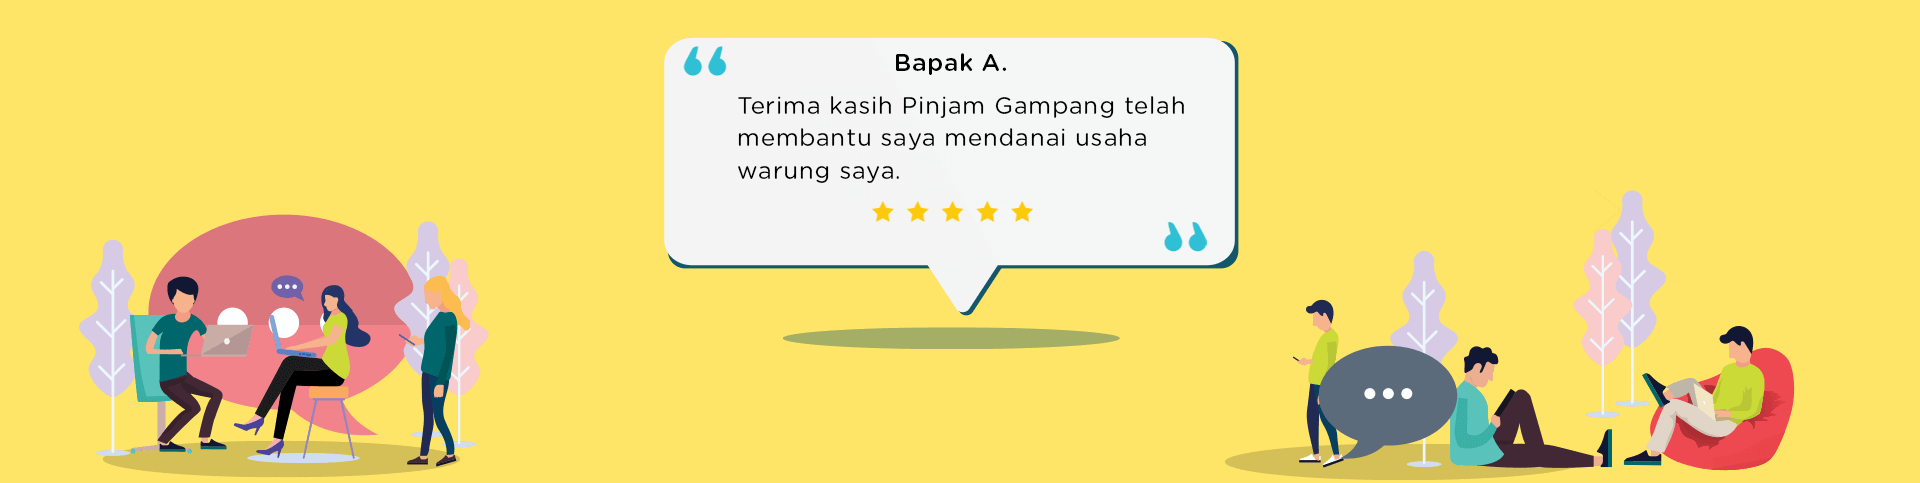 Bapak A.
Terima kasih Pinjam Gampang telah
membantu saya mendanai usaha
warung saya.